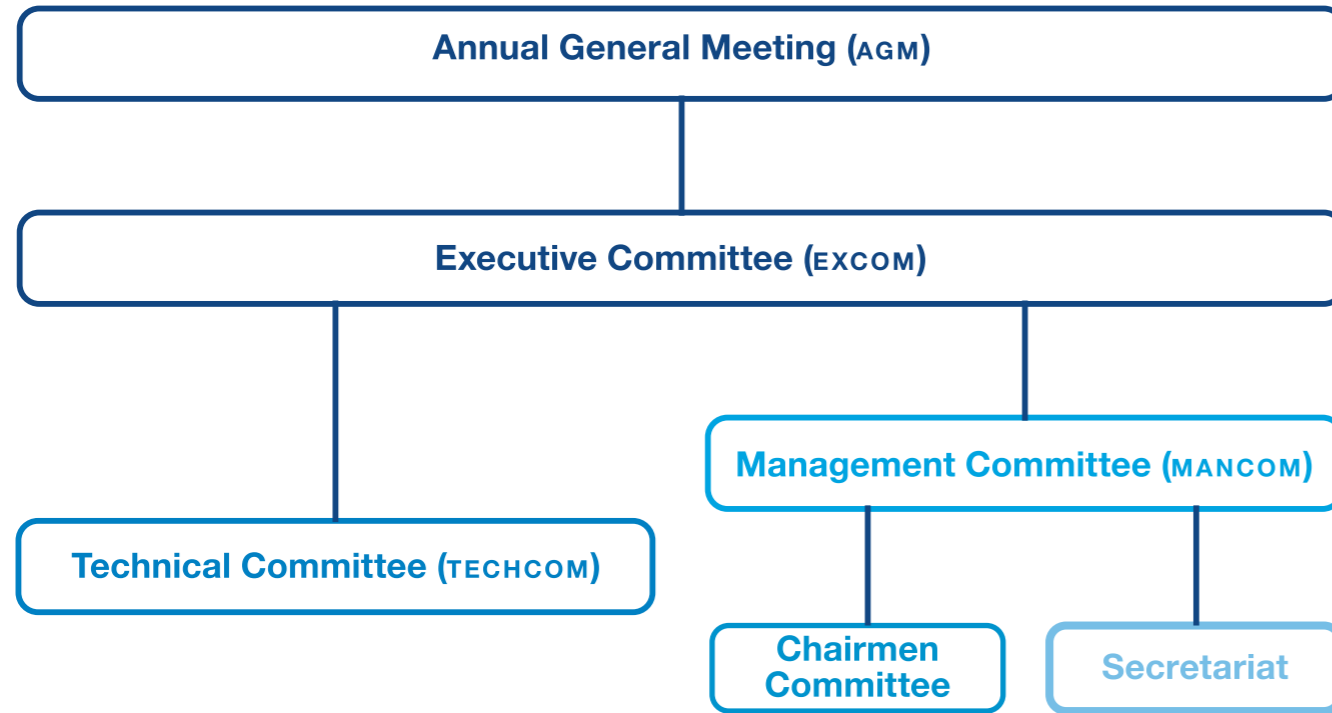 Annual General Meeting (AGM)
Executive Committee (EXCOM)
Management Committee (MANCOM)
Technical Committee (TECHCOM)
Chairmen
Committee
Secretariat